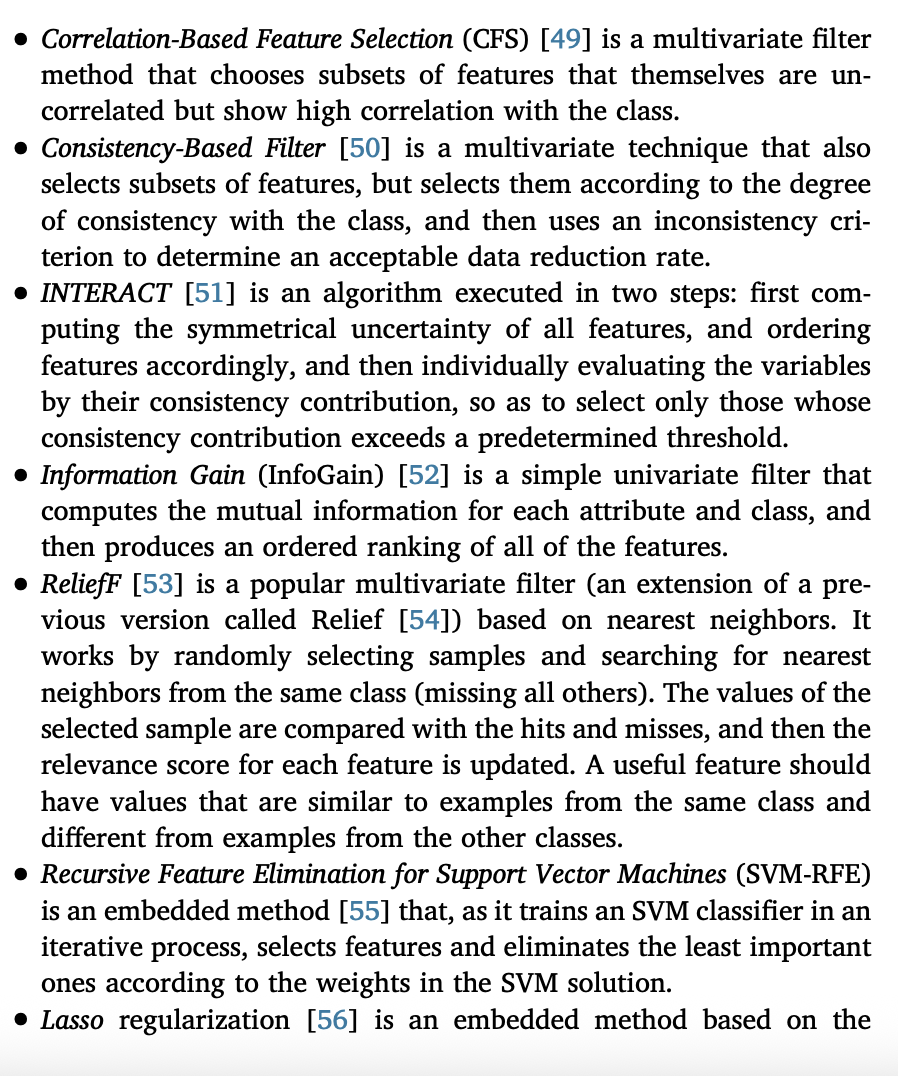 • Correlation-Based Feature Selection (CFS) [49] is a multivariate filter
method that chooses subsets of features that themselves are un-
correlated but show high correlation with the class.
• Consistency-Based Filter [50] is a multivariate technique that also
selects subsets of features, but selects them according to the degree
of consistency with the class, and then uses an inconsistency cri-
terion to determine an acceptable data reduction rate.
• INTERACT [51] is an algorithm executed in two steps: first com-
puting the symmetrical uncertainty of all features, and ordering
features accordingly, and then individually evaluating the variables
by their consistency contribution, so as to select only those whose
consistency contribution exceeds a predetermined threshold.
• Information Gain (InfoGain) [52] is a simple univariate filter that
computes the mutual information for each attribute and class, and
then produces an ordered ranking of all of the features.
• ReliefF [53] is a popular multivariate filter (an extension of a pre-
vious version called Relief [54]) based on nearest neighbors. It
works by randomly selecting samples and searching for nearest
neighbors from the same class (missing all others). The values of the
selected sample are compared with the hits and misses, and then the
relevance score for each feature is updated. A useful feature should
have values that are similar to examples from the same class and
different from examples from the other classes.
• Recursive Feature Elimination for Support Vector Machines (SVM-RFE)
is an embedded method [55] that, as it trains an SVM classifier in an
iterative process, selects features and eliminates the least important
ones according to the weights in the SVM solution.
• Lasso regularization [56] is an embedded method based on the